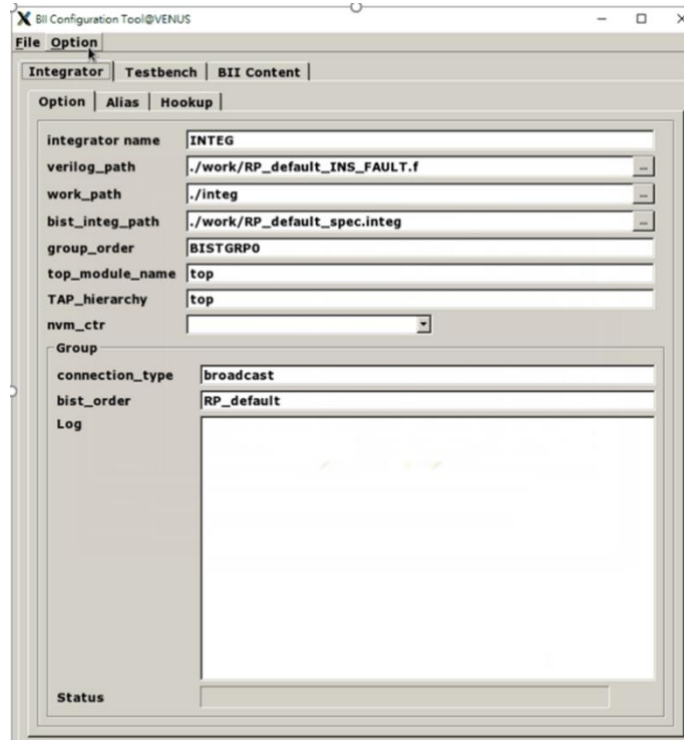 BII Configuration Tool@VENUS
File Option
Integrator Testbench BII Content
Option Alias Hookup
integrator name INTEG
verilog_path ./work/RP_default_INS_FAULT.f ...
work_path ./integ ...
bist_integ_path ./work/RP_default_spec.integ ...
group_order BISTGRP0
top_module_name top
TAP_hierarchy top
nvm_ctr
Group
connection_type broadcast
bist_order RP_default
Log
Status